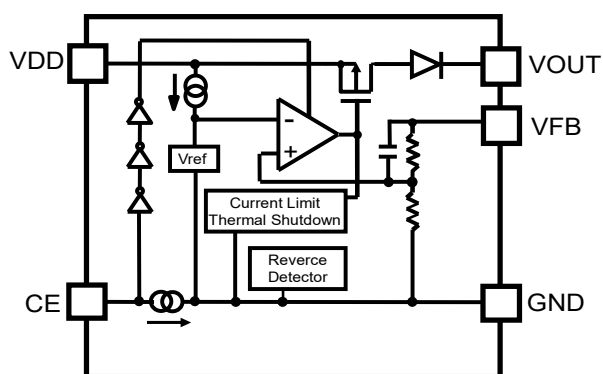 VDD
VOUT
VFB
−
+
Vref
Current Limit
Thermal Shutdown
Reverce
Detector
CE
GND